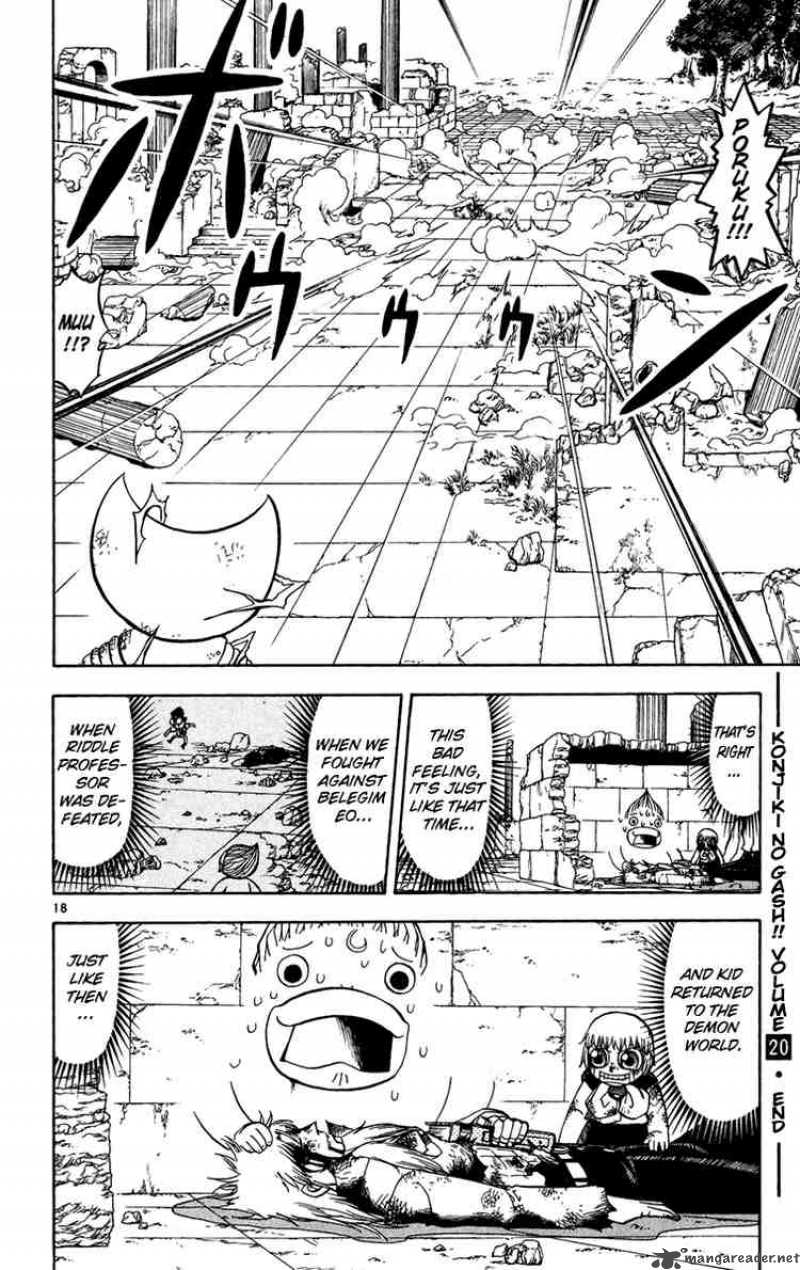 PORUKU!!!
ボウウウン
MUU
!!?
THAT'S
RIGHT
...
THIS
BAD
FEELING,
IT'S JUST
LIKE THAT
TIME...
WHEN WE
FOUGHT
AGAINST
BELEGIM
EO...
WHEN
RIDDLE
PROFES-
SOR
WAS DE-
FEATED,
18
AND KID
RETURNED
TO THE
DEMON
WORLD.
JUST
LIKE THEN
...
KONJIKI NO GASH!! VOLUME 20 • END
mangareader.net